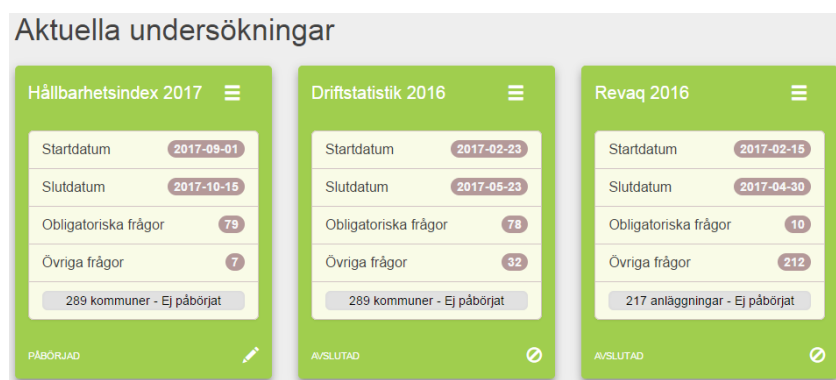 Aktuella undersökningar
Hållbarhetsindex 2017
Startdatum 2017-09-01
Slutdatum 2017-10-15
Obligatoriska frågor 79
Övriga frågor 7
289 kommuner - Ej påbörjat
PÅBÖRJAD
Driftstatistik 2016
Startdatum 2017-02-23
Slutdatum 2017-05-23
Obligatoriska frågor 78
Övriga frågor 32
289 kommuner - Ej påbörjat
AVSLUTAD
Revaq 2016
Startdatum 2017-02-15
Slutdatum 2017-04-30
Obligatoriska frågor 10
Övriga frågor 212
217 anläggningar - Ej påbörjat
AVSLUTAD